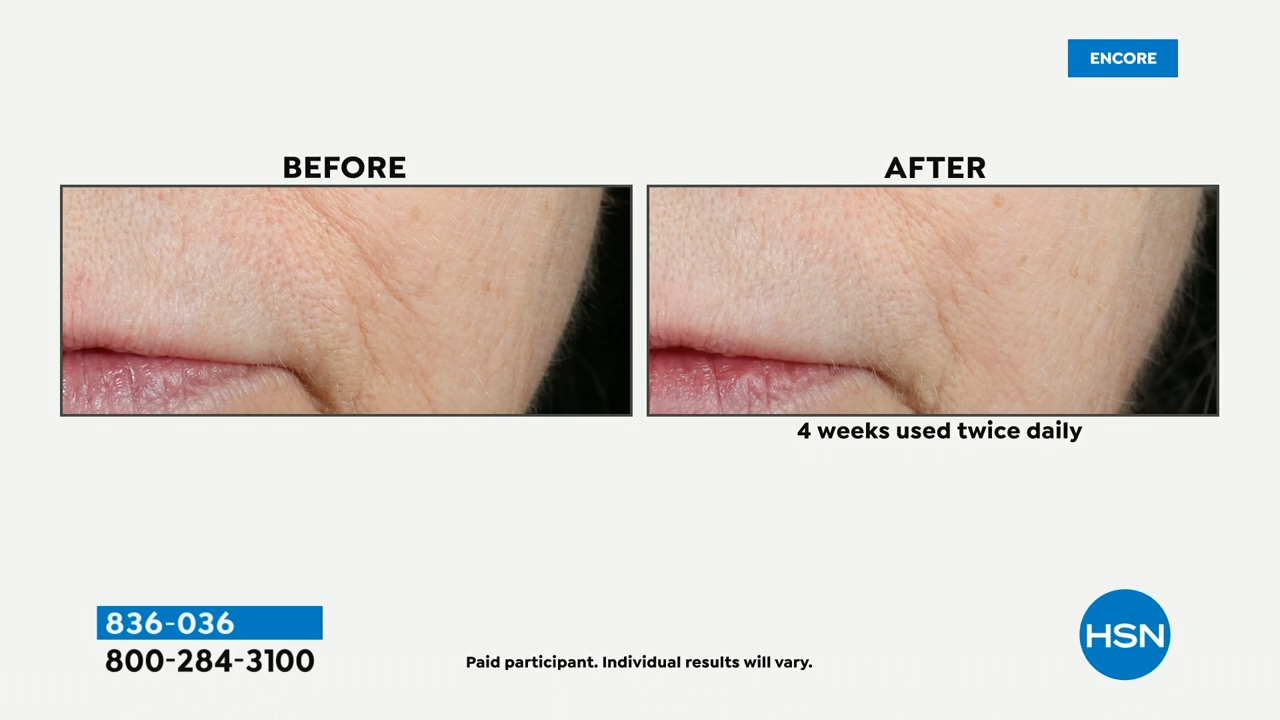 ENCORE
BEFORE
AFTER
4 weeks used twice daily
836-036
800-284-3100
Paid participant. Individual results will vary.
HSN